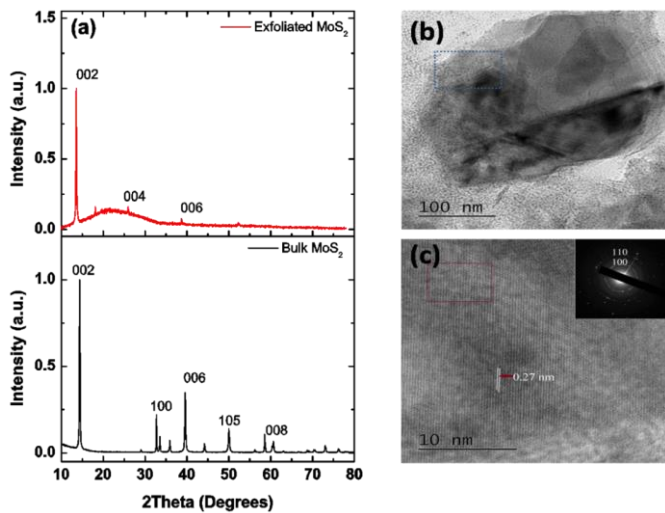 (a)
Exfoliated MoS₂
002
004
006
Intensity (a.u.)
1.5
1.0
0.5
0.0
Bulk MoS₂
002
100
006
105
008
Intensity (a.u.)
1.0
0.5
0.0
10 20 30 40 50 60 70 80
2Theta (Degrees)
(b)
100 nm
(c)
110
100
0.27 nm
10 nm